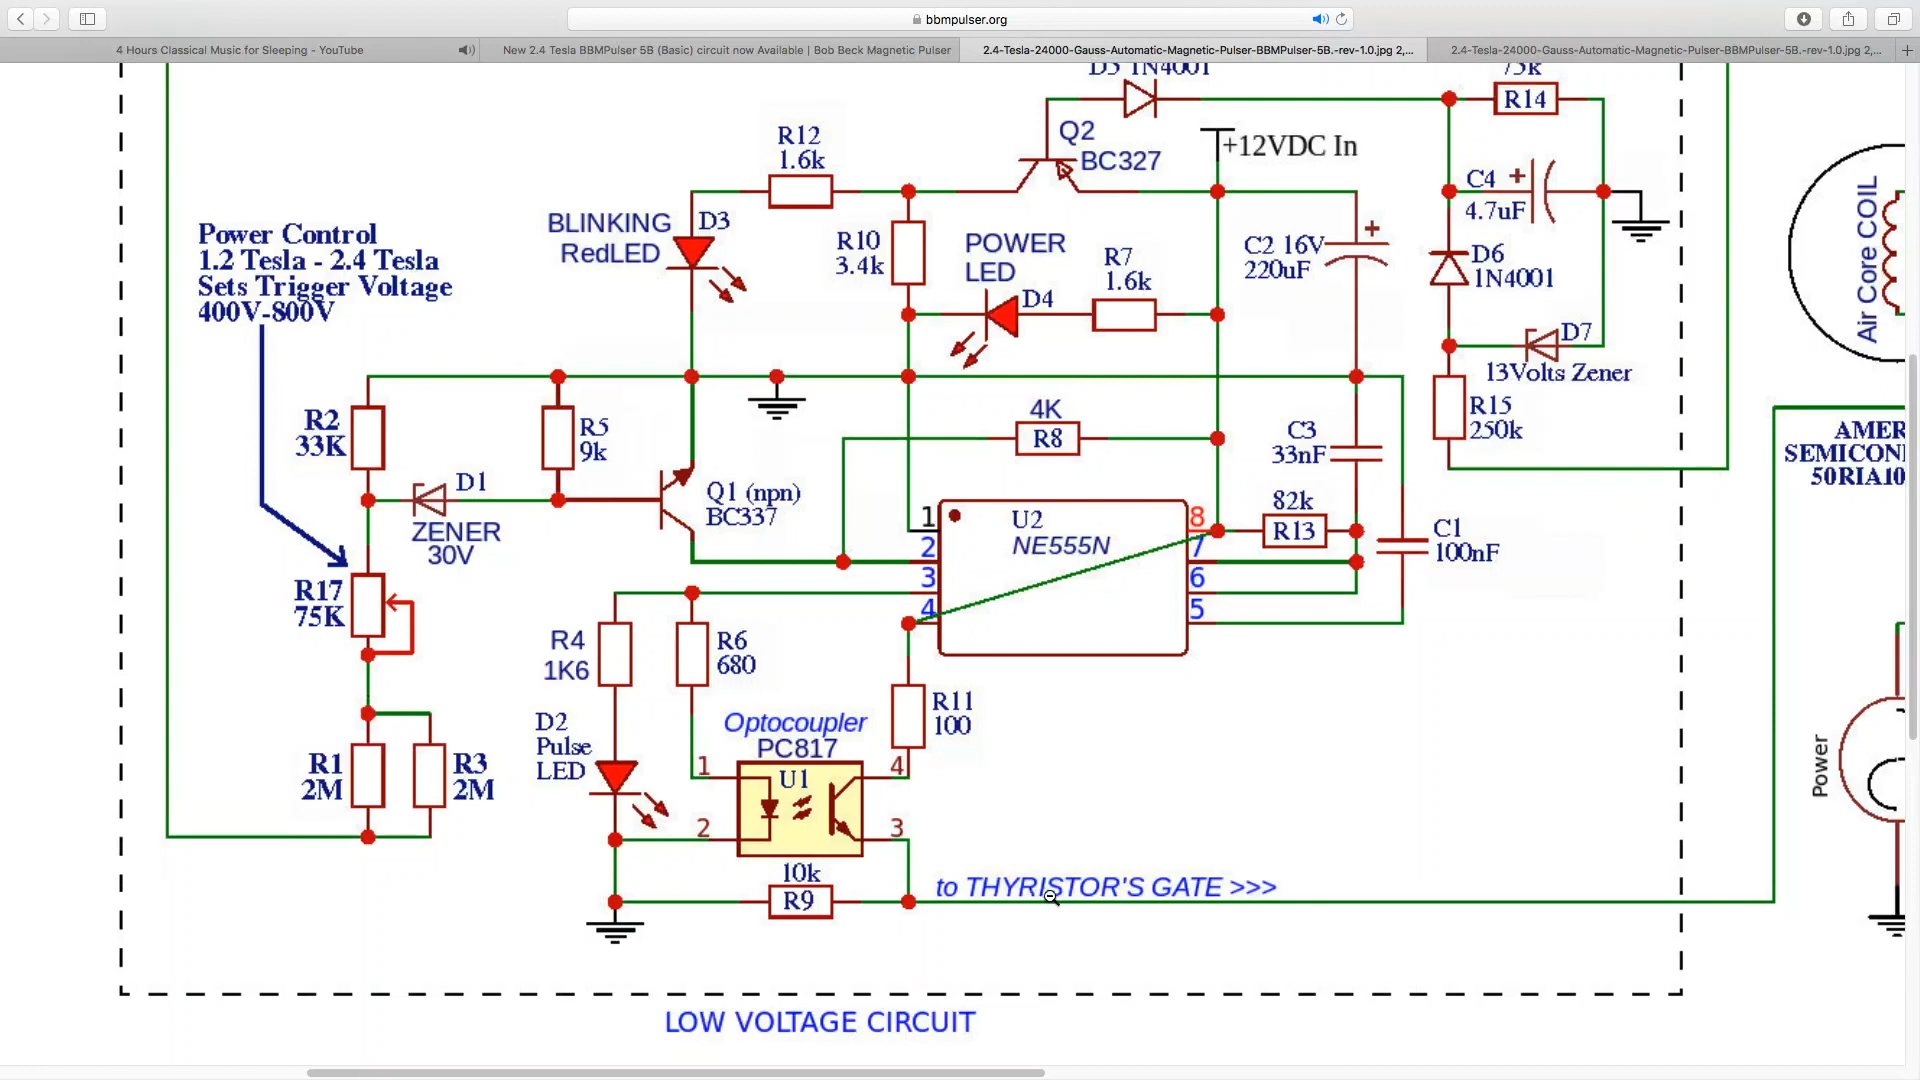 bbmpulser.org
4 Hours Classical Music for Sleeping - YouTube
New 2.4 Tesla BBMPulser 5B (Basic) circuit now Available | Bob Beck Magnetic Pulser
2.4-Tesla-24000-Gauss-Automatic-Magnetic-Pulser-BBMPulser-5B.-rev-1.0.jpg 2,...
2.4-Tesla-24000-Gauss-Automatic-Magnetic-Pulser-BBMPulser-5B.-rev-1.0.jpg 2,...
D5 1N4001
75k
R14
R12
1.6k
Q2
BC327
+12VDC In
C4
4.7uF
+
Air Core COIL
Power Control
1.2 Tesla - 2.4 Tesla
Sets Trigger Voltage
400V-800V
BLINKING
RedLED
D3
R10
3.4k
POWER
LED
D4
R7
1.6k
C2 16V
220uF
+
D6
1N4001
D7
13Volts Zener
R2
33K
R5
9k
4K
R8
C3
33nF
R15
250k
AMER
SEMICON
50RIA10
D1
ZENER
30V
Q1 (npn)
BC337
1
2
3
4
U2
NE555N
8
7
6
5
82k
R13
C1
100nF
R17
75K
R4
1K6
R6
680
R11
100
D2
Pulse
LED
Optocoupler
PC817
U1
1
2
4
3
R1
2M
R3
2M
Power
10k
R9
to THYRISTOR'S GATE >>>
LOW VOLTAGE CIRCUIT